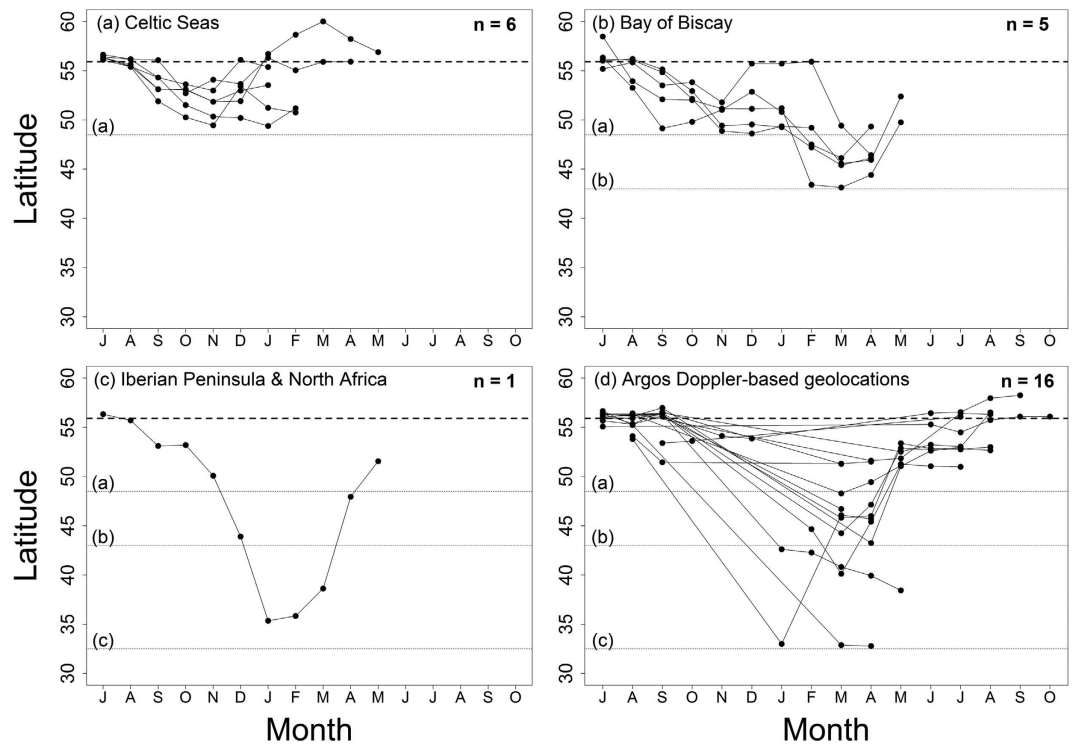 (a) Celtic Seas
n = 6
60
55
50
45
40
35
30
(a)
Latitude
J A S O N D J F M A M J J A S O
(b) Bay of Biscay
n = 5
60
55
50
45
40
35
30
(a)
(b)
J A S O N D J F M A M J J A S O
(c) Iberian Peninsula & North Africa
n = 1
60
55
50
45
40
35
30
(a)
(b)
(c)
Latitude
J A S O N D J F M A M J J A S O
Month
(d) Argos Doppler-based geolocations
n = 16
60
55
50
45
40
35
30
(a)
(b)
(c)
J A S O N D J F M A M J J A S O
Month